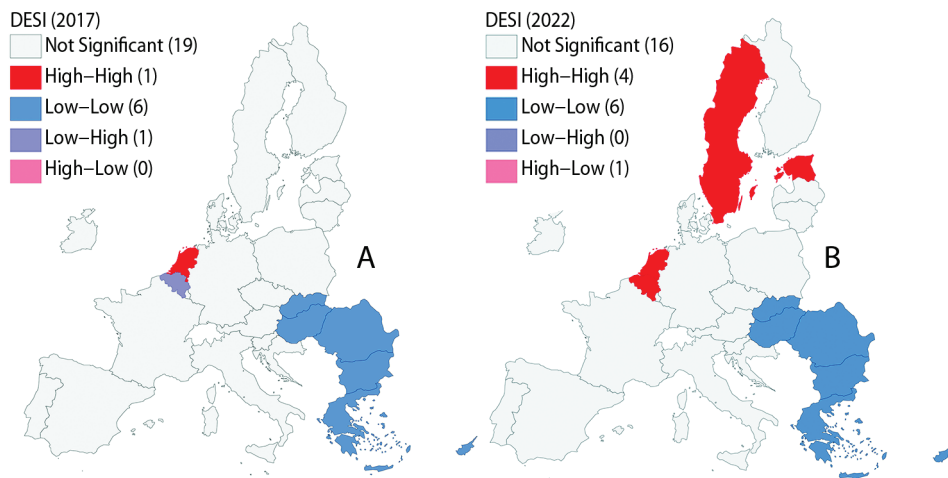 DESI (2017)
Not Significant (19)
High–High (1)
Low–Low (6)
Low–High (1)
High–Low (0)
A
DESI (2022)
Not Significant (16)
High–High (4)
Low–Low (6)
Low–High (0)
High–Low (1)
B